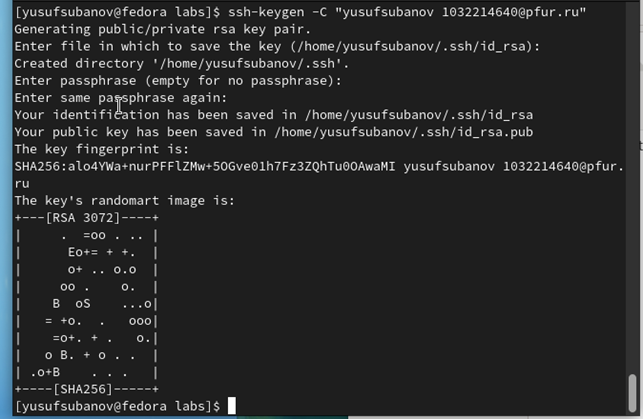 [yusufsubanov@fedora labs]$ ssh-keygen -C "yusufsubanov 1032214640@pfur.ru"
Generating public/private rsa key pair.
Enter file in which to save the key (/home/yusufsubanov/.ssh/id_rsa):
Created directory '/home/yusufsubanov/.ssh'.
Enter passphrase (empty for no passphrase):
Enter same passphrase again:
Your identification has been saved in /home/yusufsubanov/.ssh/id_rsa
Your public key has been saved in /home/yusufsubanov/.ssh/id_rsa.pub
The key fingerprint is:
SHA256:alo4YWa+nurPFFlZMw+5OGve01h7Fz3ZQhTu0OAwaMI yusufsubanov 1032214640@pfur.
ru
The key's randomart image is:
+---[RSA 3072]----+
|     .  =oo . .. |
|      Eo+= + +.  |
|      o+ .. o.o  |
|     oo .    o.  |
|    B  oS    ...o|
|   = +o.  .   ooo|
|    =o+. + .   o.|
|   o B. + o . .  |
| .o+B    . . .   |
+----[SHA256]-----+
[yusufsubanov@fedora labs]$